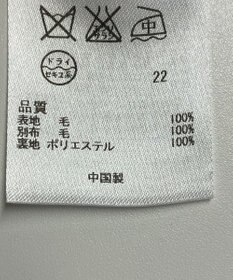 中
ドライ
セキユ系
22
品質
表地 毛 100%
別布 毛 100%
裏地 ポリエステル 100%
中国製